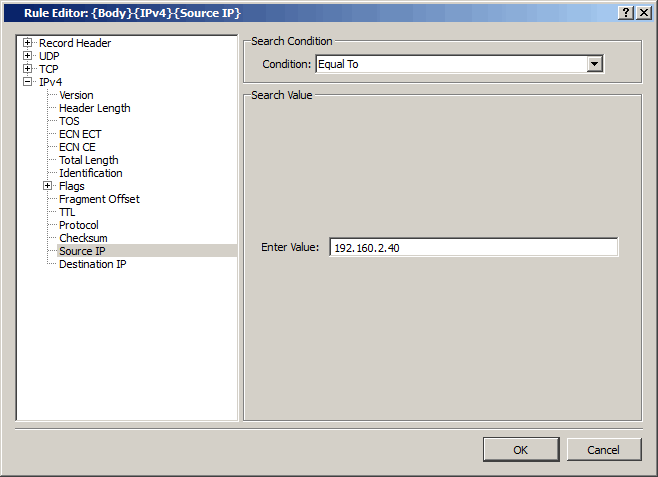 Rule Editor: {Body}{IPv4}{Source IP}
Record Header
UDP
TCP
IPv4
Version
Header Length
TOS
ECN ECT
ECN CE
Total Length
Identification
Flags
Fragment Offset
TTL
Protocol
Checksum
Source IP
Destination IP
Search Condition
Condition: Equal To
Search Value
Enter Value: 192.160.2.40
OK Cancel